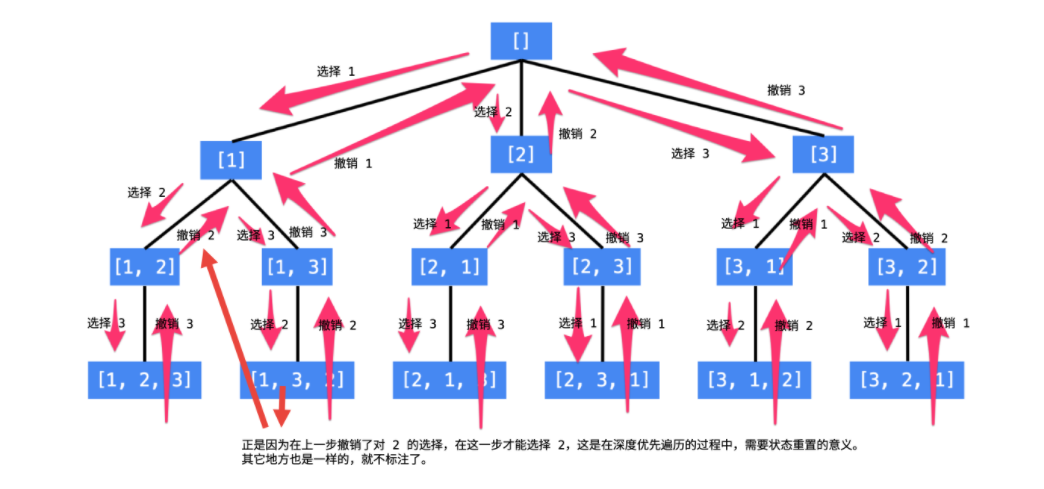 []
选择 1
撤销 3
选择 2
撤销 2
撤销 1
选择 3
[1]
[2]
[3]
选择 2
撤销 2
选择 3
撤销 3
选择 1
撤销 1
选择 3
撤销 3
选择 1
撤销 1
选择 2
撤销 2
[1, 2]
[1, 3]
[2, 1]
[2, 3]
[3, 1]
[3, 2]
选择 3
撤销 3
选择 2
撤销 2
选择 3
撤销 3
选择 1
撤销 1
选择 2
撤销 2
选择 1
撤销 1
[1, 2, 3]
[1, 3, 2]
[2, 1, 3]
[2, 3, 1]
[3, 1, 2]
[3, 2, 1]
正是因为在上一步撤销了对 2 的选择，在这一步才能选择 2，这是在深度优先遍历的过程中，需要状态重置的意义。
其它地方也是一样的，就不标注了。